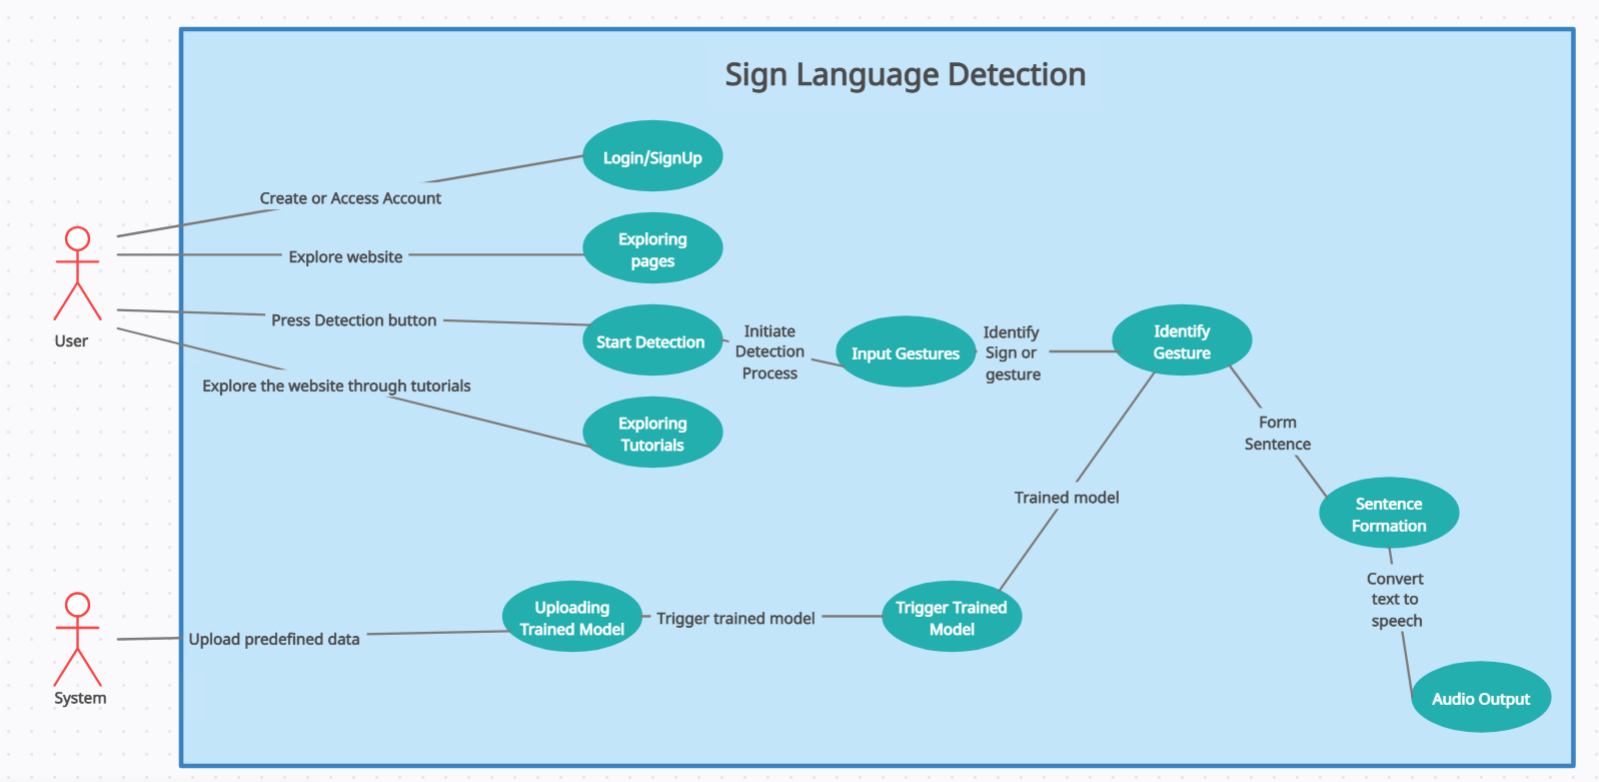 Sign Language Detection
Login/SignUp
Create or Access Account
Exploring
pages
Explore website
User
Press Detection button
Start Detection
Initiate
Detection
Process
Input Gestures
Identify
Sign or
gesture
Identify
Gesture
Explore the website through tutorials
Exploring
Tutorials
Form
Sentence
Trained model
Sentence
Formation
Convert
text to
speech
System
Upload predefined data
Uploading
Trained Model
Trigger trained model
Trigger Trained
Model
Audio Output